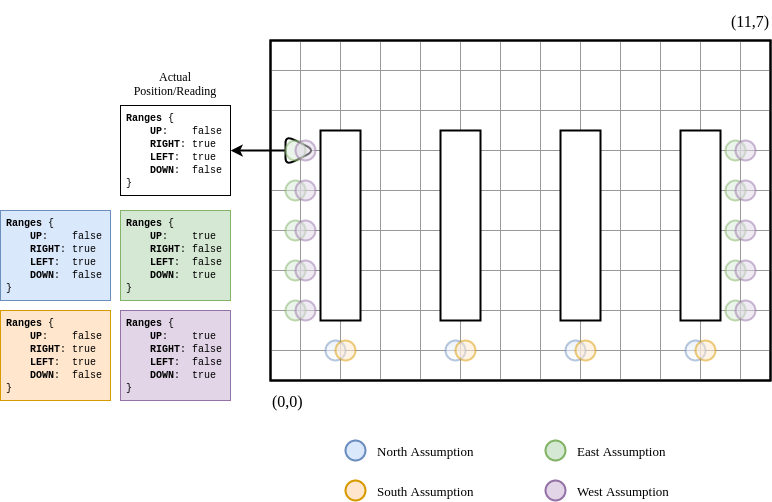 (11,7)
Actual
Position/Reading
Ranges {
UP: false
RIGHT: true
LEFT: true
DOWN: false
}
Ranges {
UP: false
RIGHT: true
LEFT: true
DOWN: false
}
Ranges {
UP: true
RIGHT: false
LEFT: false
DOWN: true
}
Ranges {
UP: false
RIGHT: true
LEFT: true
DOWN: false
}
Ranges {
UP: true
RIGHT: false
LEFT: false
DOWN: true
}
(0,0)
North Assumption
East Assumption
South Assumption
West Assumption